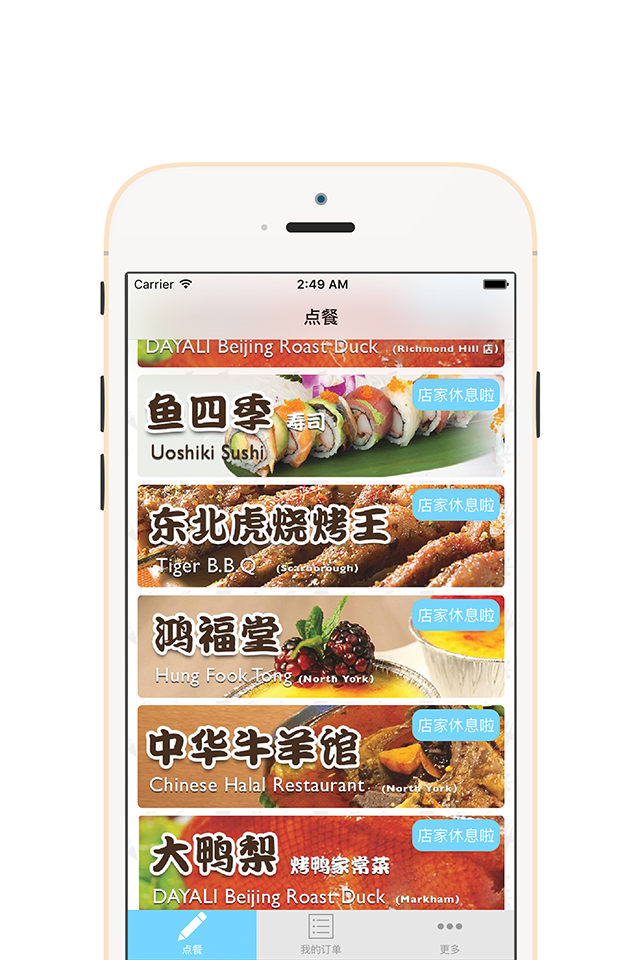 Carrier 2:49 AM
点餐
DAYALI Beijing Roast Duck (Richmond Hill 店)
店家休息啦
鱼四季 寿司
Uoshiki Sushi
店家休息啦
东北虎烧烤王
Tiger B.B.Q (Scarborough)
店家休息啦
鸿福堂
Hung Fook Tong (North York)
店家休息啦
中华牛羊馆
Chinese Halal Restaurant (North York)
店家休息啦
大鸭梨 烤鸭家常菜
DAYALI Beijing Roast Duck (Markham)
点餐 我的订单 更多